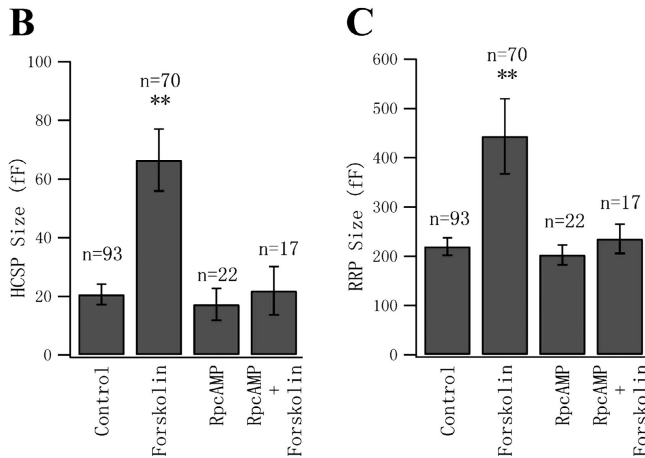 B
HCSP Size (fF)
100
80
60
40
20
0
n=93
n=70
**
n=22
n=17
Control
Forskolin
RpcAMP
RpcAMP
+
Forskolin
C
RRP Size (fF)
600
500
400
300
200
100
0
n=93
n=70
**
n=22
n=17
Control
Forskolin
RpcAMP
RpcAMP
+
Forskolin